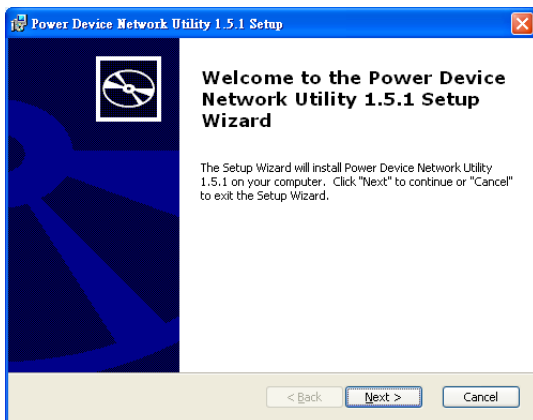 Power Device Network Utility 1.5.1 Setup
Welcome to the Power Device
Network Utility 1.5.1 Setup
Wizard
The Setup Wizard will install Power Device Network Utility
1.5.1 on your computer. Click "Next" to continue or "Cancel"
to exit the Setup Wizard.
< Back
Next >
Cancel